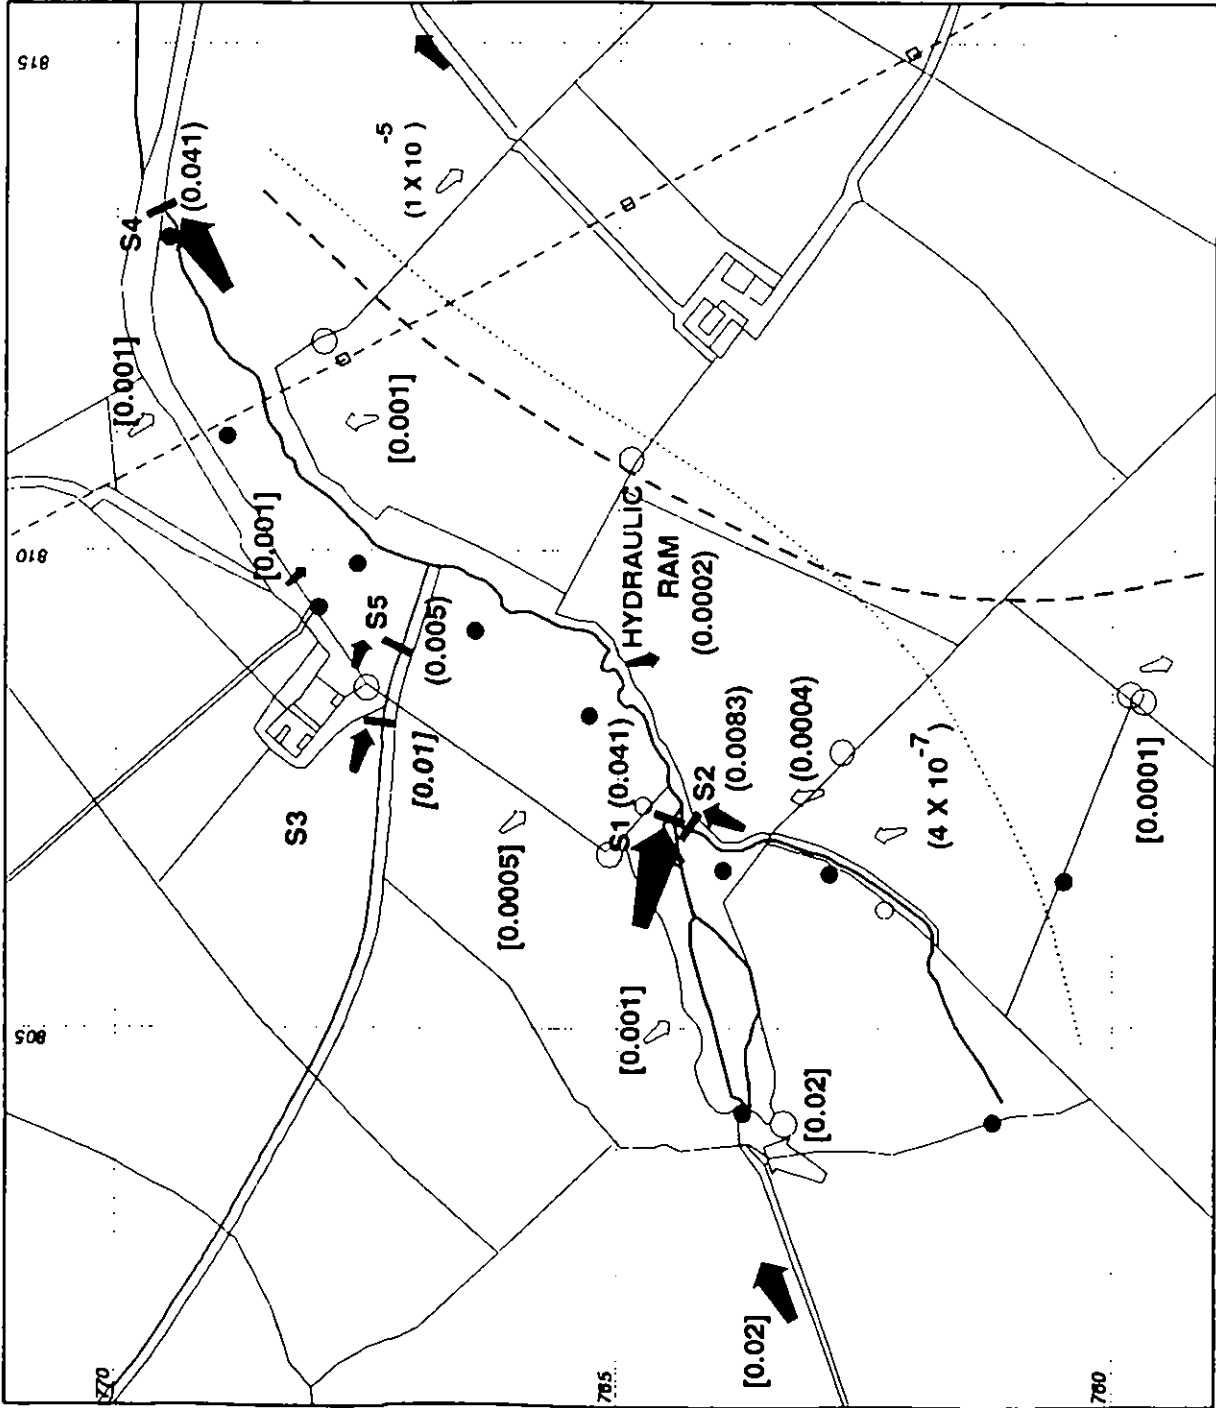 815
S4
(0.041)
(1 X 10 -5 )
[0.001]
[0.001]
[0.001]
810
HYDRAULIC
RAM
(0.0002)
S5
(0.005)
S3
[0.01]
S1 (0.041)
S2
(0.0083)
(0.0004)
(4 X 10 -7 )
[0.0001]
[0.0005]
[0.001]
805
[0.02]
[0.02]
770
765
760